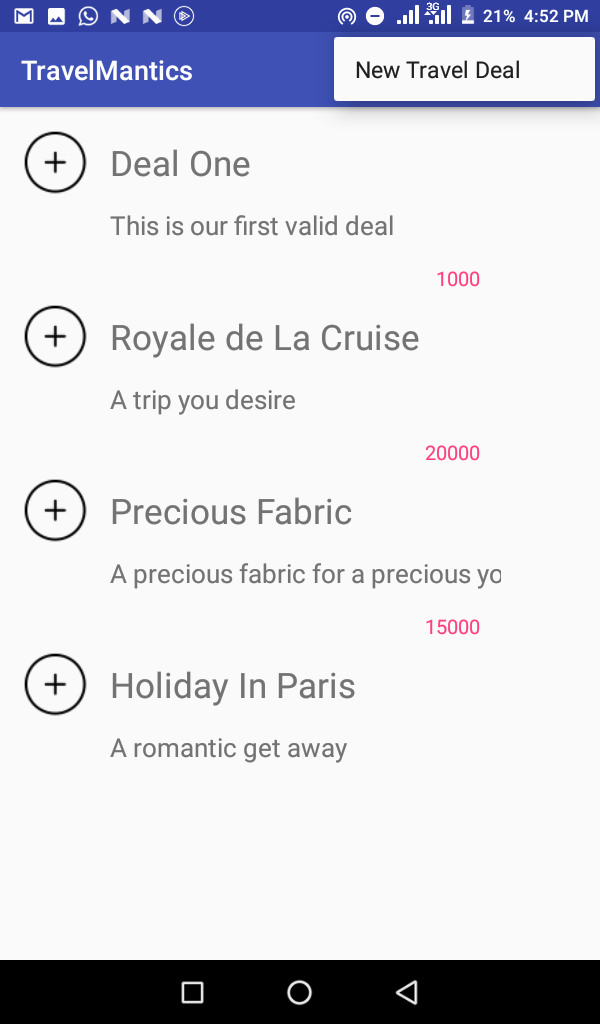 3G
21% 4:52 PM
TravelMantics
New Travel Deal
Deal One
This is our first valid deal
1000
Royale de La Cruise
A trip you desire
20000
Precious Fabric
A precious fabric for a precious yo
15000
Holiday In Paris
A romantic get away